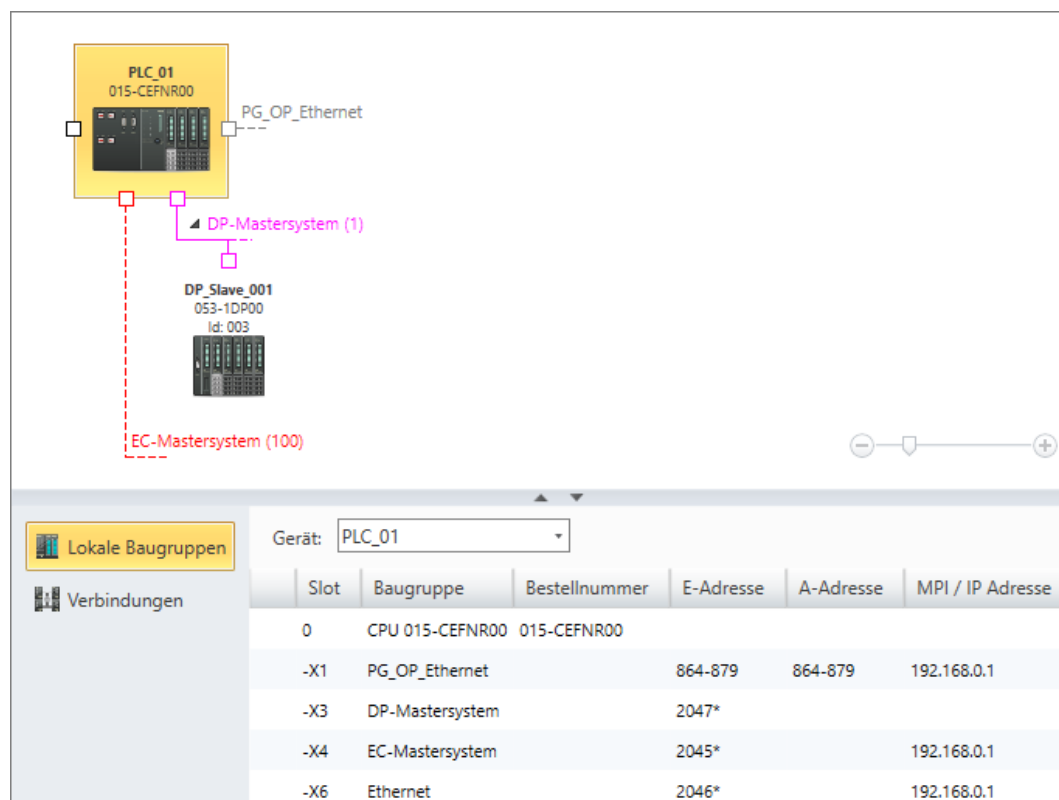 PLC_01
015-CEFNR00
PG_OP_Ethernet
DP-Mastersystem (1)
DP_Slave_001
053-1DP00
Id: 003
EC-Mastersystem (100)
Lokale Baugruppen
Verbindungen
Gerät: PLC_01
Slot Baugruppe Bestellnummer E-Adresse A-Adresse MPI / IP Adresse
0 CPU 015-CEFNR00 015-CEFNR00
-X1 PG_OP_Ethernet 864-879 864-879 192.168.0.1
-X3 DP-Mastersystem 2047*
-X4 EC-Mastersystem 2045* 192.168.0.1
-X6 Ethernet 2046* 192.168.0.1